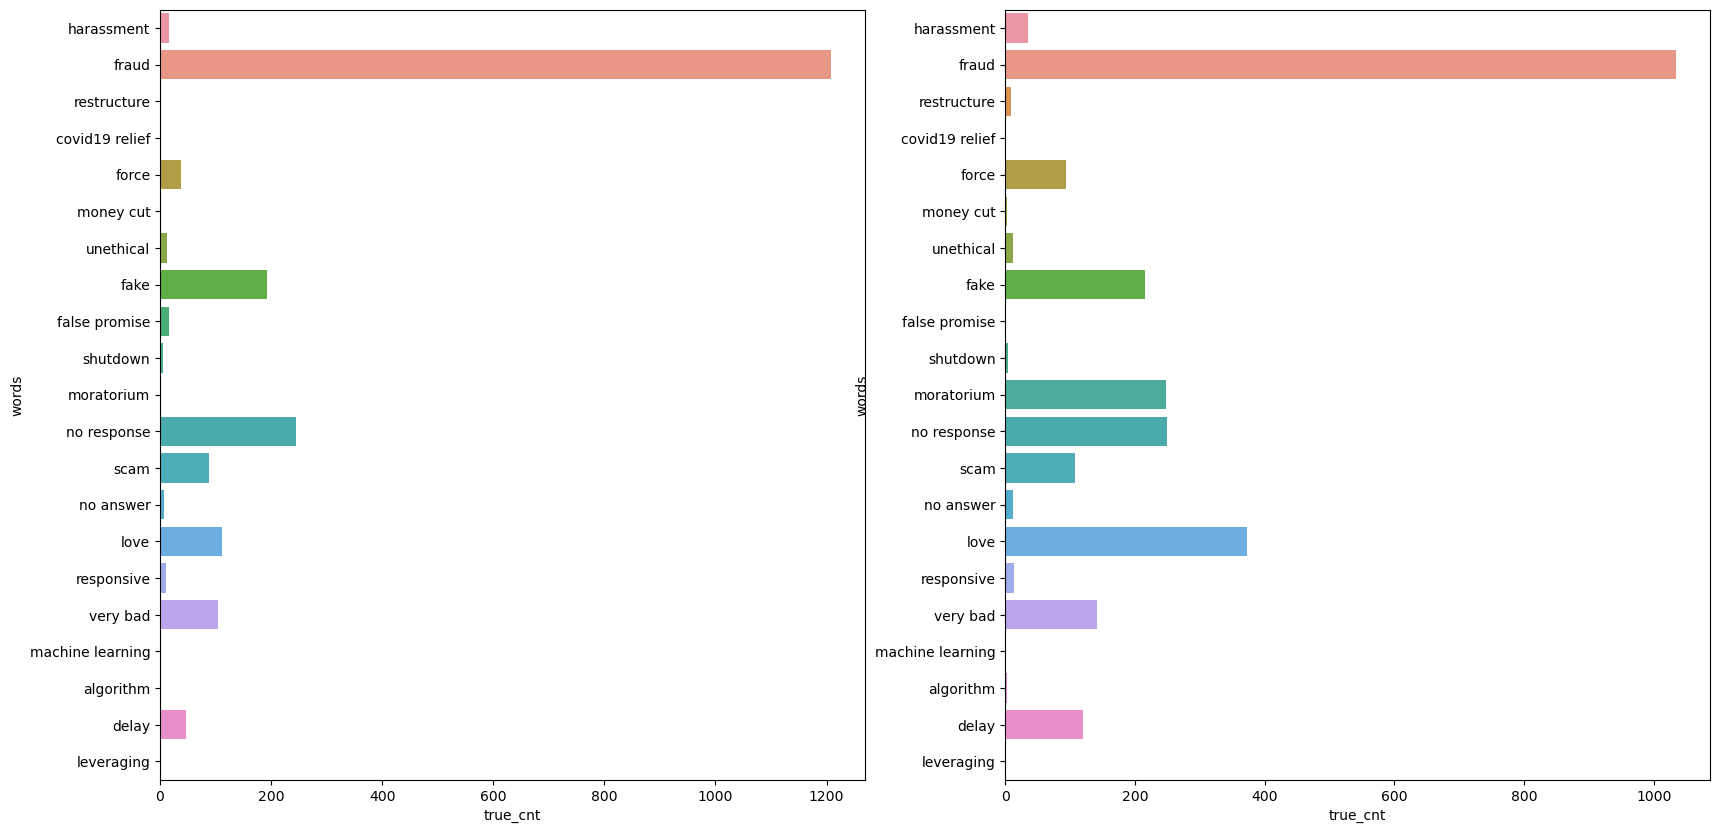 harassment
fraud
restructure
covid19 relief
force
money cut
unethical
fake
false promise
shutdown
moratorium
no response
scam
no answer
love
responsive
very bad
machine learning
algorithm
delay
leveraging
words
0 200 400 600 800 1000 1200
true_cnt
harassment
fraud
restructure
covid19 relief
force
money cut
unethical
fake
false promise
shutdown
moratorium
no response
scam
no answer
love
responsive
very bad
machine learning
algorithm
delay
leveraging
words
0 200 400 600 800 1000
true_cnt